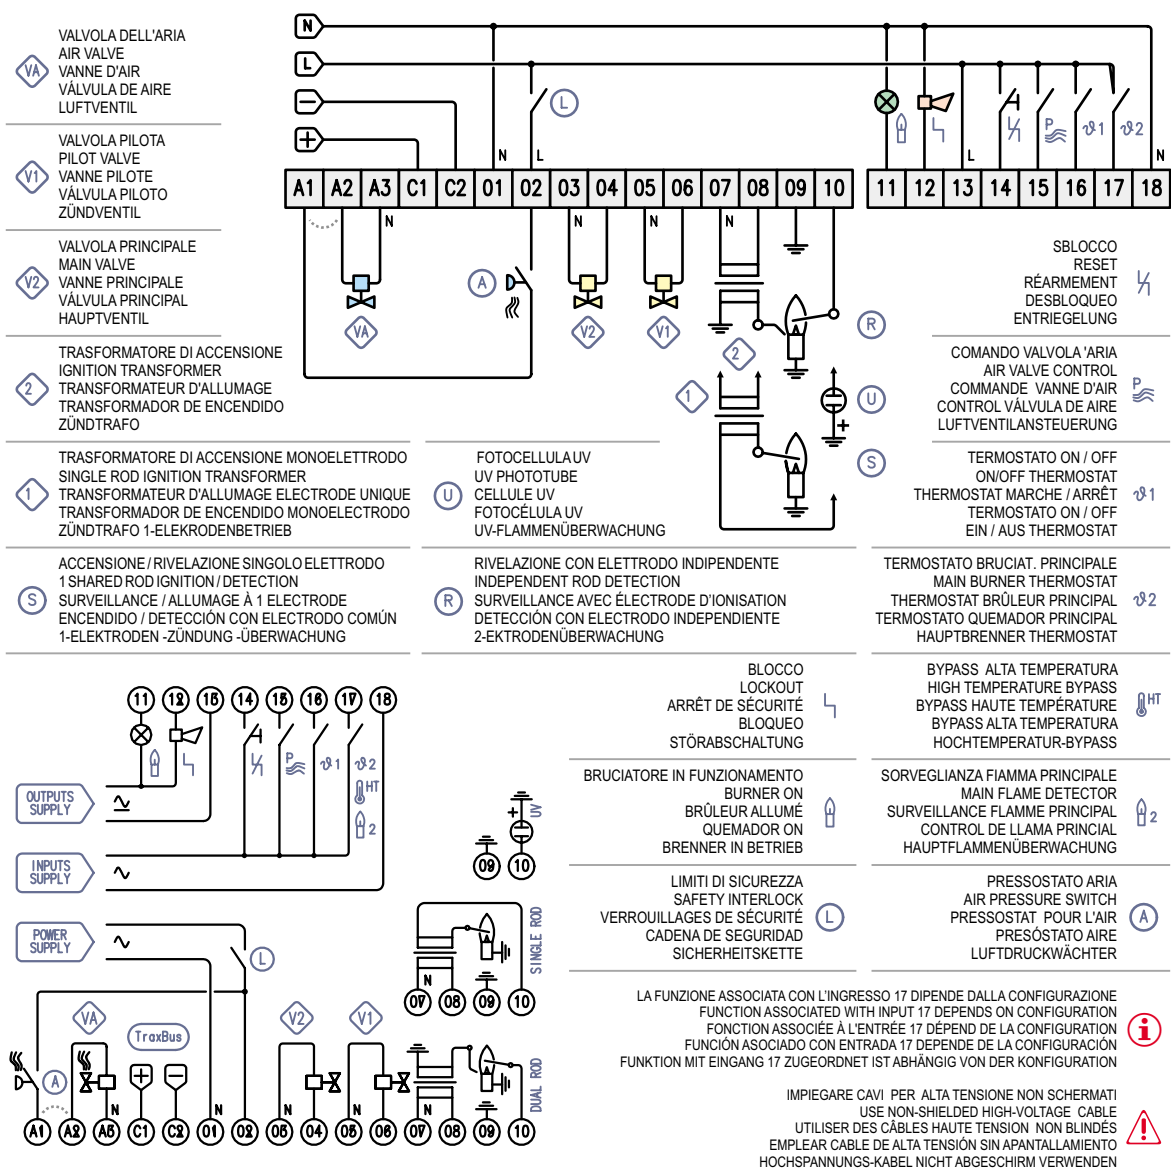 VALVOLA DELL'ARIA
AIR VALVE
VA
VANNE D'AIR
VÁLVULA DE AIRE
LUFTVENTIL
VALVOLA PILOTA
PILOT VALVE
V1
VANNE PILOTE
VÁLVULA PILOTO
ZÜNDVENTIL
VALVOLA PRINCIPALE
MAIN VALVE
V2
VANNE PRINCIPALE
VÁLVULA PRINCIPAL
HAUPTVENTIL
TRASFORMATORE DI ACCENSIONE
IGNITION TRANSFORMER
2
TRANSFORMATEUR D'ALLUMAGE
TRANSFORMADOR DE ENCENDIDO
ZÜNDTRAFO
TRASFORMATORE DI ACCENSIONE MONOELETTRODO
SINGLE ROD IGNITION TRANSFORMER
1
TRANSFORMATEUR D'ALLUMAGE ELECTRODE UNIQUE
TRANSFORMADOR DE ENCENDIDO MONOELECTRODO
ZÜNDTRAFO 1-ELEKRODENBETRIEB
ACCENSIONE / RIVELAZIONE SINGOLO ELETTRODO
1 SHARED ROD IGNITION / DETECTION
S
SURVEILLANCE / ALLUMAGE À 1 ELECTRODE
ENCENDIDO / DETECCIÓN CON ELECTRODO COMÚN
1-ELEKTRODEN -ZÜNDUNG -ÜBERWACHUNG
N
L
−
+
L
P
ϑ1
ϑ2
N L L N
A1 A2 A3 C1 C2 01 02 03 04 05 06 07 08 09 10
11 12 13 14 15 16 17 18
N N N N
A
VA
V2
V1
2
R
1
U
+
S
FOTOCELLULA UV
UV PHOTOTUBE
U
CELLULE UV
FOTOCÉLULA UV
UV-FLAMMENÜBERWACHUNG
RIVELAZIONE CON ELETTRODO INDIPENDENTE
INDEPENDENT ROD DETECTION
R
SURVEILLANCE AVEC ÉLECTRODE D'IONISATION
DETECCIÓN CON ELECTRODO INDEPENDIENTE
2-EKTRODENÜBERWACHUNG
SBLOCCO
RESET
RÉARMEMENT
DESBLOQUEO
ENTRIEGELUNG
COMANDO VALVOLA 'ARIA
AIR VALVE CONTROL
COMMANDE VANNE D'AIR
P
CONTROL VÁLVULA DE AIRE
LUFTVENTILANSTEUERUNG
TERMOSTATO ON / OFF
ON/OFF THERMOSTAT
THERMOSTAT MARCHE / ARRÊT
ϑ1
TERMOSTATO ON / OFF
EIN / AUS THERMOSTAT
TERMOSTATO BRUCIAT. PRINCIPALE
MAIN BURNER THERMOSTAT
THERMOSTAT BRÛLEUR PRINCIPAL
ϑ2
TERMOSTATO QUEMADOR PRINCIPAL
HAUPTBRENNER THERMOSTAT
BLOCCO
LOCKOUT
ARRÊT DE SÉCURITÉ
BLOQUEO
STÖRABSCHALTUNG
BYPASS ALTA TEMPERATURA
HIGH TEMPERATURE BYPASS
BYPASS HAUTE TEMPÉRATURE
HT
BYPASS ALTA TEMPERATURA
HOCHTEMPERATUR-BYPASS
BRUCIATORE IN FUNZIONAMENTO
BURNER ON
BRÛLEUR ALLUMÉ
QUEMADOR ON
BRENNER IN BETRIEB
SORVEGLIANZA FIAMMA PRINCIPALE
MAIN FLAME DETECTOR
SURVEILLANCE FLAMME PRINCIPAL
2
CONTROL DE LLAMA PRINCIAL
HAUPTFLAMMENÜBERWACHUNG
LIMITI DI SICUREZZA
SAFETY INTERLOCK
VERROUILLAGES DE SÉCURITÉ
L
CADENA DE SEGURIDAD
SICHERHEITSKETTE
PRESSOSTATO ARIA
AIR PRESSURE SWITCH
PRESSOSTAT POUR L'AIR
A
PRESÓSTATO AIRE
LUFTDRUCKWÄCHTER
11 12 13 14 15 16 17 18
P
ϑ1
ϑ2
HT
2
OUTPUTS
SUPPLY
INPUTS
SUPPLY
POWER
SUPPLY
L
+
UV
09 10
SINGLE ROD
N
07 08 09 10
VA
TraxBus
V2
V1
A
+
−
DUAL ROD
N N N N N
A1 A2 A3 C1 C2 01 02 03 04 05 06 07 08 09 10
LA FUNZIONE ASSOCIATA CON L'INGRESSO 17 DIPENDE DALLA CONFIGURAZIONE
FUNCTION ASSOCIATED WITH INPUT 17 DEPENDS ON CONFIGURATION
FONCTION ASSOCIÉE À L'ENTRÉE 17 DÉPEND DE LA CONFIGURATION
i
FUNCIÓN ASOCIADO CON ENTRADA 17 DEPENDE DE LA CONFIGURACIÓN
FUNKTION MIT EINGANG 17 ZUGEORDNET IST ABHÄNGIG VON DER KONFIGURATION
IMPIEGARE CAVI PER ALTA TENSIONE NON SCHERMATI
USE NON-SHIELDED HIGH-VOLTAGE CABLE
UTILISER DES CÂBLES HAUTE TENSION NON BLINDÉS
!
EMPLEAR CABLE DE ALTA TENSIÓN SIN APANTALLAMIENTO
HOCHSPANNUNGS-KABEL NICHT ABGESCHIRM VERWENDEN